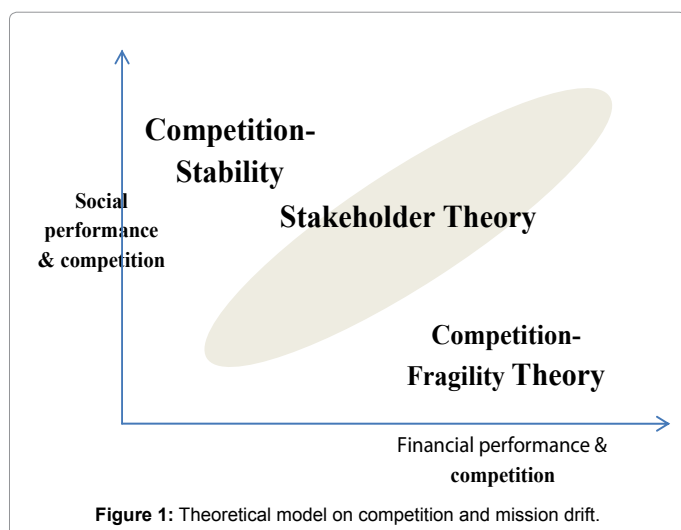 Competition-
Stability
Social
performance
& competition
Stakeholder Theory
Competition-
Fragility Theory
Financial performance &
competition
Figure 1: Theoretical model on competition and mission drift.